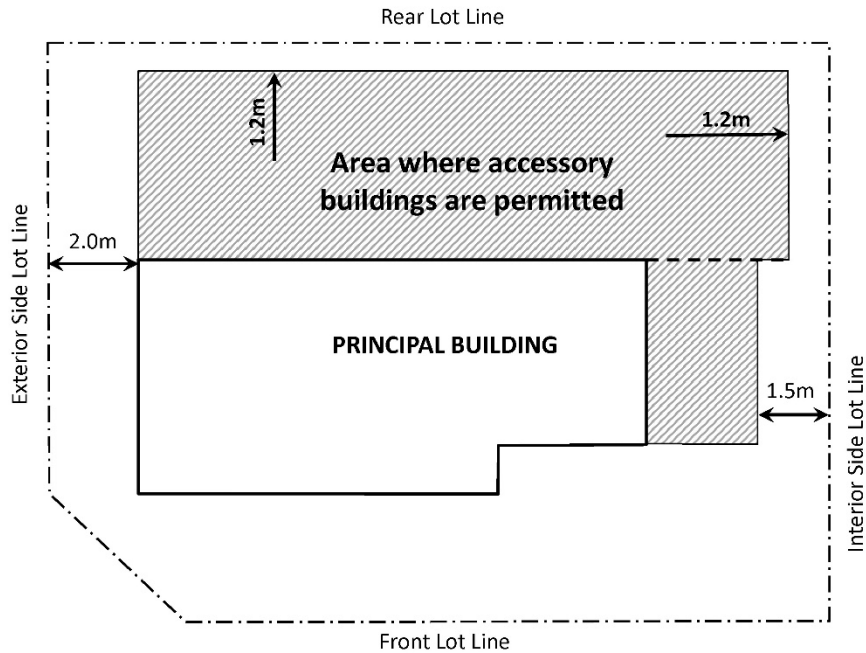 Rear Lot Line
1.2m
1.2m
Area where accessory
buildings are permitted
2.0m
Exterior Side Lot Line
PRINCIPAL BUILDING
1.5m
Interior Side Lot Line
Front Lot Line